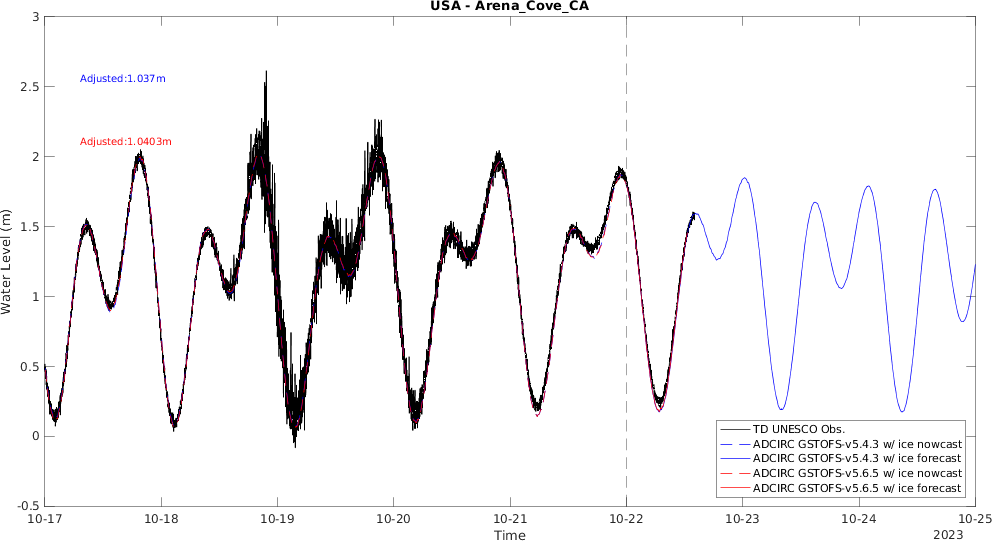 USA - Arena_Cove_CA
3
2.5
2
1.5
1
0.5
0
-0.5
Water Level (m)
Adjusted:1.037m
Adjusted:1.0403m
TD UNESCO Obs.
ADCIRC GSTOFS-v5.4.3 w/ ice nowcast
ADCIRC GSTOFS-v5.4.3 w/ ice forecast
ADCIRC GSTOFS-v5.6.5 w/ ice nowcast
ADCIRC GSTOFS-v5.6.5 w/ ice forecast
10-17 10-18 10-19 10-20 10-21 10-22 10-23 10-24 10-25
Time
2023